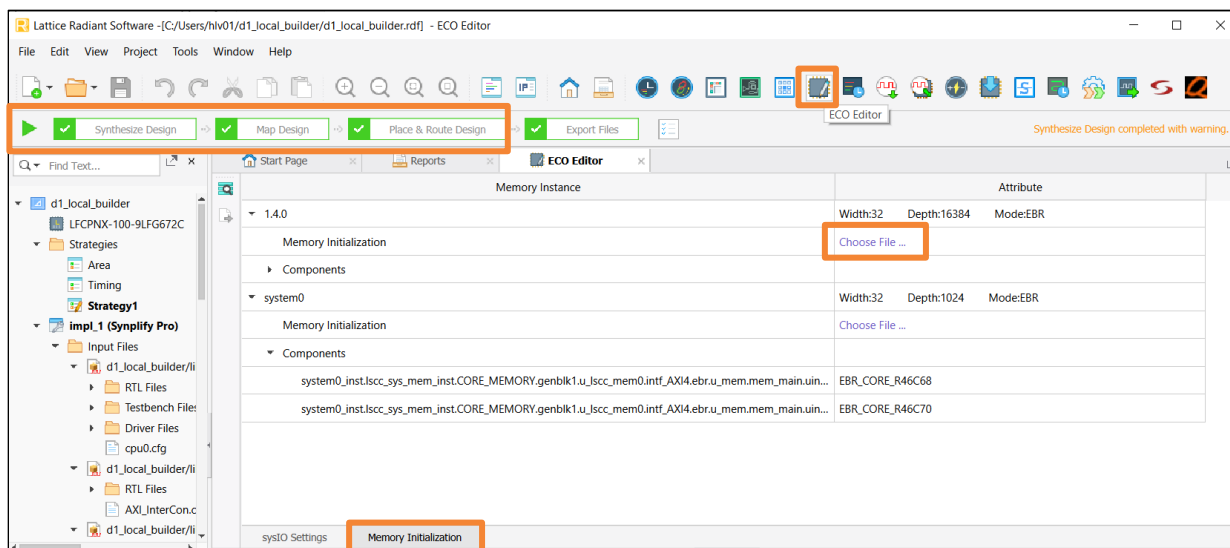 Lattice Radiant Software -[C:/Users/hlv01/d1_local_builder/d1_local_builder.rdf] - ECO Editor
File Edit View Project Tools Window Help
IP
ECO Editor
Synthesize Design Map Design Place & Route Design Export Files Synthesize Design completed with warning.
Find Text...
Start Page Reports ECO Editor
Memory Instance Attribute
d1_local_builder
LFCPNX-100-9LFG672C
Strategies
Area
Timing
Strategy1
impl_1 (Synplify Pro)
Input Files
d1_local_builder/li
RTL Files
Testbench Files
Driver Files
cpu0.cfg
d1_local_builder/li
RTL Files
AXI_InterCon.c
d1_local_builder/li
1.4.0 Width:32 Depth:16384 Mode:EBR
Memory Initialization Choose File ...
Components
system0 Width:32 Depth:1024 Mode:EBR
Memory Initialization Choose File ...
Components
system0_inst.lscc_sys_mem_inst.CORE_MEMORY.genblk1.u_lscc_mem0.intf_AXI4.ebr.u_mem.mem_main.uin... EBR_CORE_R46C68
system0_inst.lscc_sys_mem_inst.CORE_MEMORY.genblk1.u_lscc_mem0.intf_AXI4.ebr.u_mem.mem_main.uin... EBR_CORE_R46C70
sysIO Settings Memory Initialization